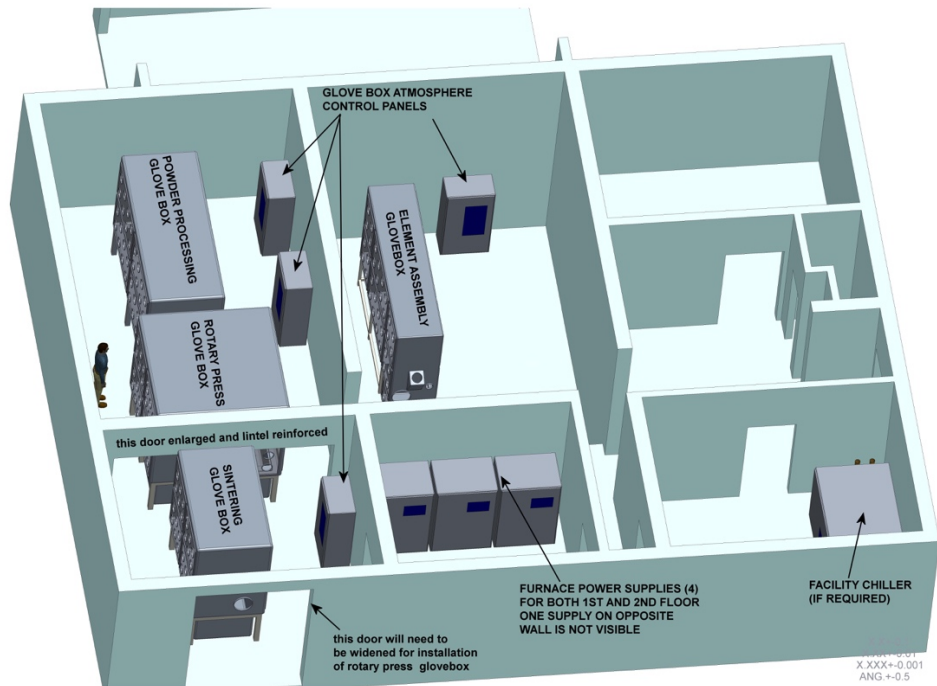 GLOVE BOX ATMOSPHERE
CONTROL PANELS
POWDER PROCESSING
GLOVE BOX
ELEMENT ASSEMBLY
GLOVEBOX
ROTARY PRESS
GLOVE BOX
this door enlarged and lintel reinforced
SINTERING
GLOVE BOX
FURNACE POWER SUPPLIES (4)
FOR BOTH 1ST AND 2ND FLOOR
ONE SUPPLY ON OPPOSITE
WALL IS NOT VISIBLE
FACILITY CHILLER
(IF REQUIRED)
this door will need to
be widened for installation
of rotary press glovebox
X.XXX+-0.001
ANG.+-0.5